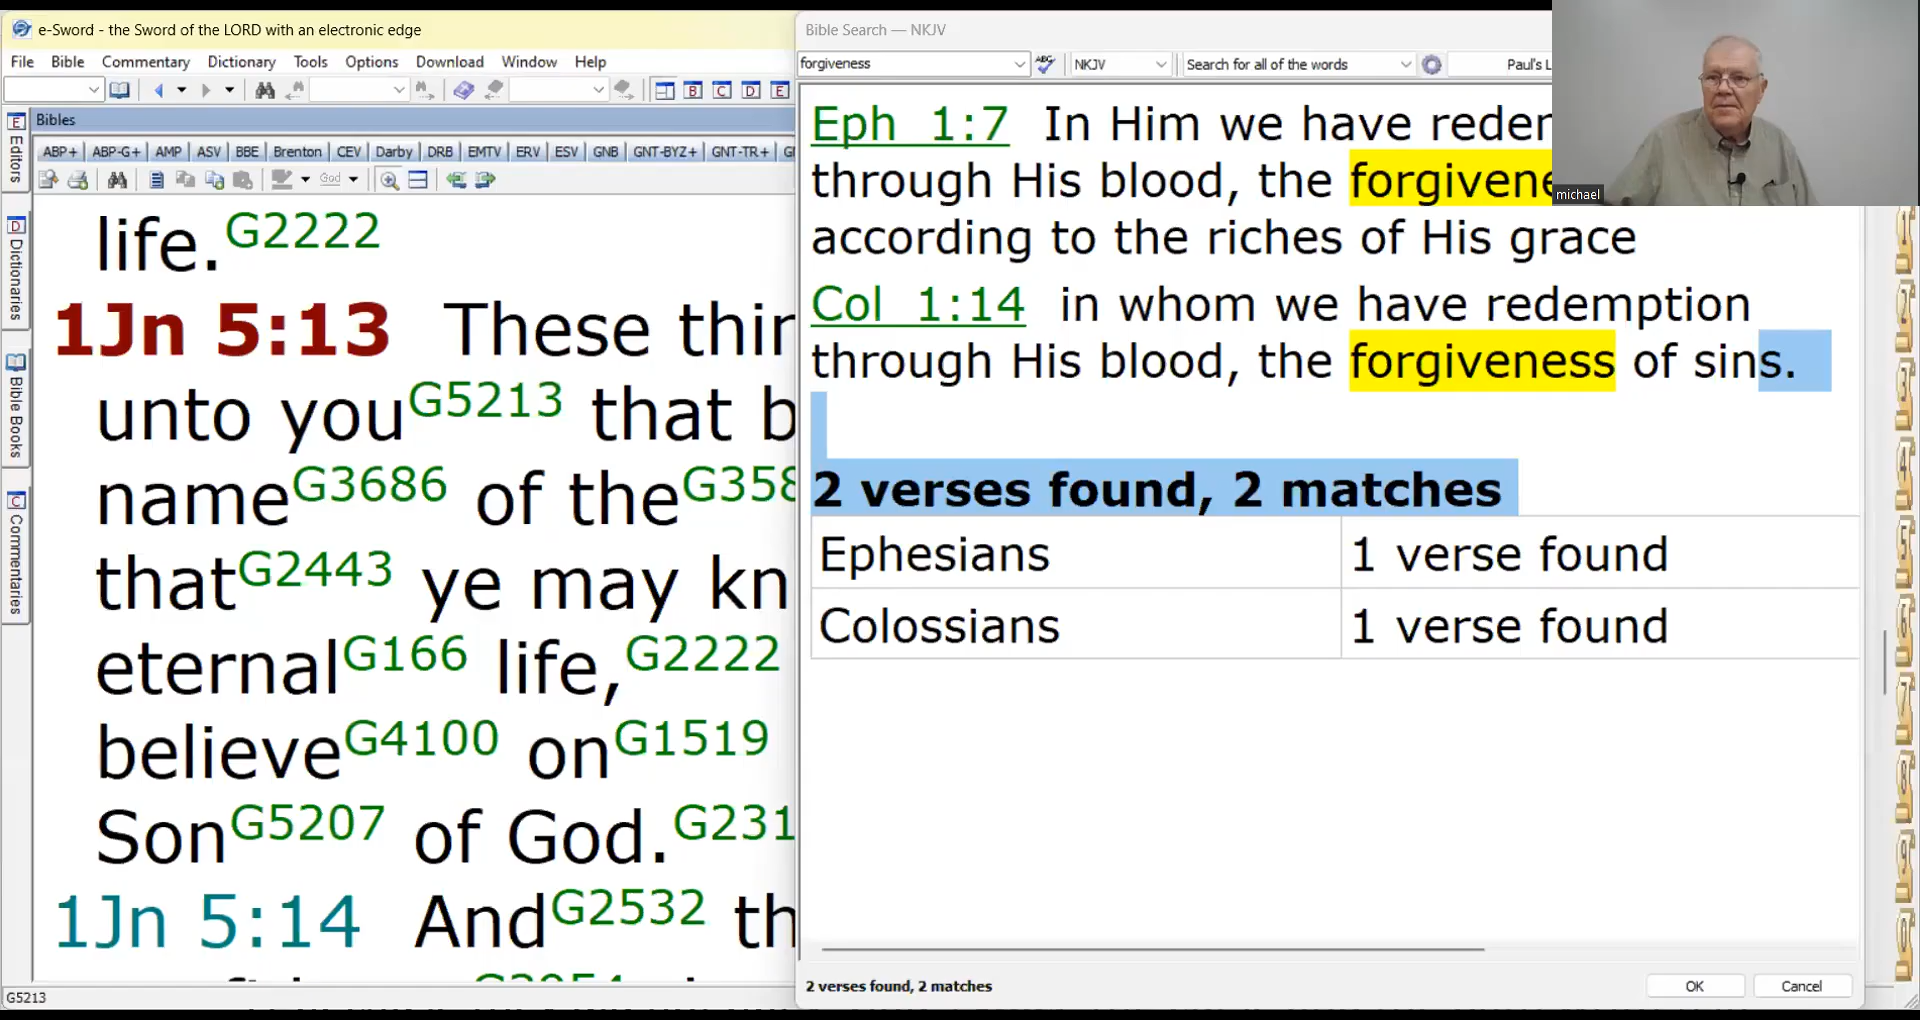 e-Sword - the Sword of the LORD with an electronic edge
File Bible Commentary Dictionary Tools Options Download Window Help
B C D E
Bibles
ABP+ ABP-G+ AMP ASV BBE Brenton CEV Darby DRB EMTV ERV ESV GNB GNT-BYZ+ GNT-TR+
God
E Editors
D Dictionaries
Bible Books
C Commentaries
life.G2222
1Jn 5:13 These thin
unto youG5213 that b
nameG3686 of theG358
thatG2443 ye may kn
eternalG166 life,G2222
believeG4100 onG1519
SonG5207 of God.G231
1Jn 5:14 AndG2532 th
G5213
Bible Search — NKJV
forgiveness ABC NKJV Search for all of the words Paul's L
Eph 1:7 In Him we have reder
through His blood, the forgivene
according to the riches of His grace
Col 1:14 in whom we have redemption
through His blood, the forgiveness of sins.
2 verses found, 2 matches
Ephesians 1 verse found
Colossians 1 verse found
2 verses found, 2 matches
OK Cancel
michael